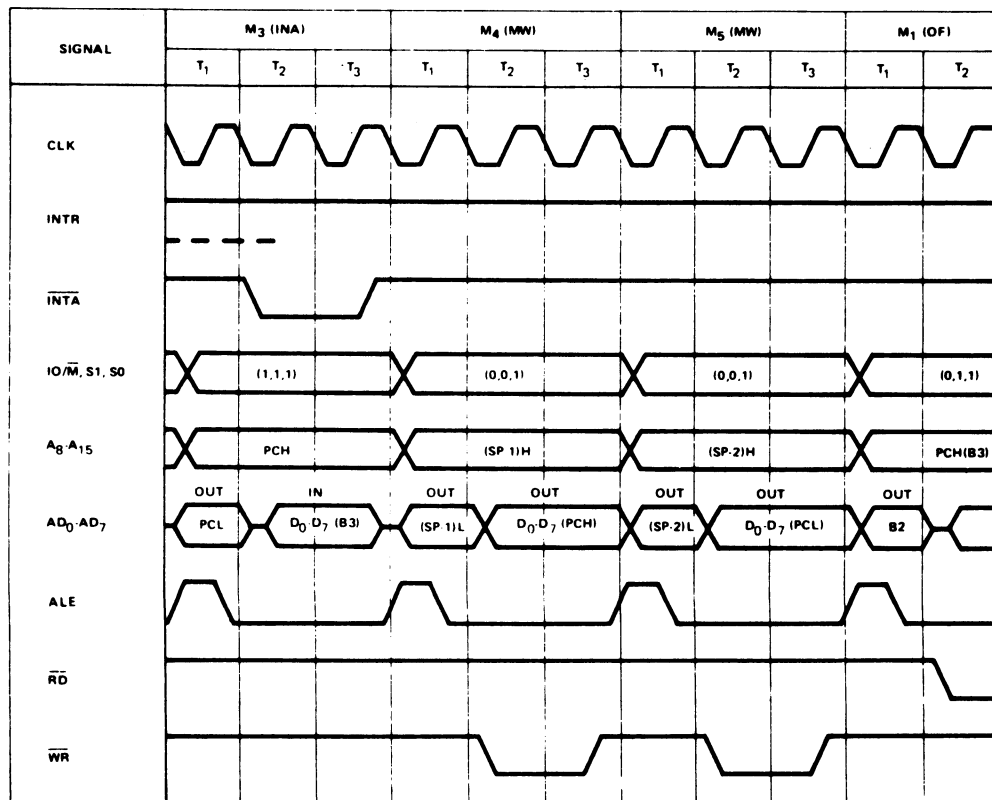 SIGNAL
M3 (INA)
M4 (MW)
M5 (MW)
M1 (OF)
T1 T2 T3 T1 T2 T3 T1 T2 T3 T1 T2
CLK
INTR
INTA
IO/M, S1, S0 (1,1,1) (0,0,1) (0,0,1) (0,1,1)
A8-A15 PCH (SP-1)H (SP-2)H PCH(B3)
OUT IN OUT OUT OUT OUT OUT
AD0-AD7 PCL D0-D7 (B3) (SP-1)L D0-D7 (PCH) (SP-2)L D0-D7 (PCL) B2
ALE
RD
WR